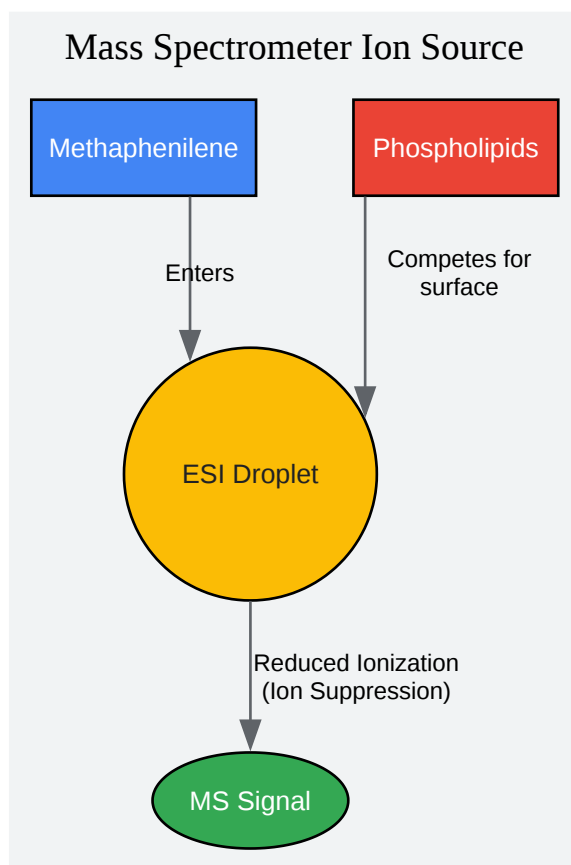 Mass Spectrometer Ion Source
Methaphenilene
Phospholipids
Enters
Competes for
surface
ESI Droplet
Reduced Ionization
(Ion Suppression)
MS Signal